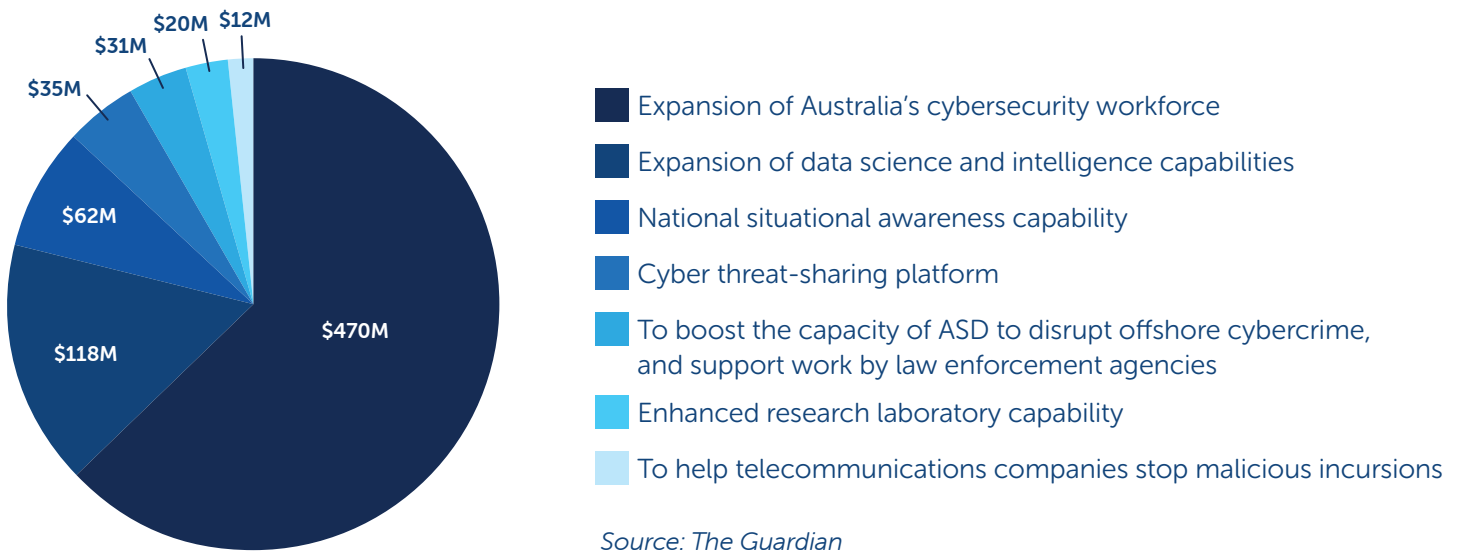 $20M $12M
$31M
$35M
$62M
$118M
$470M
Expansion of Australia’s cybersecurity workforce
Expansion of data science and intelligence capabilities
National situational awareness capability
Cyber threat-sharing platform
To boost the capacity of ASD to disrupt offshore cybercrime,
and support work by law enforcement agencies
Enhanced research laboratory capability
To help telecommunications companies stop malicious incursions
Source: The Guardian